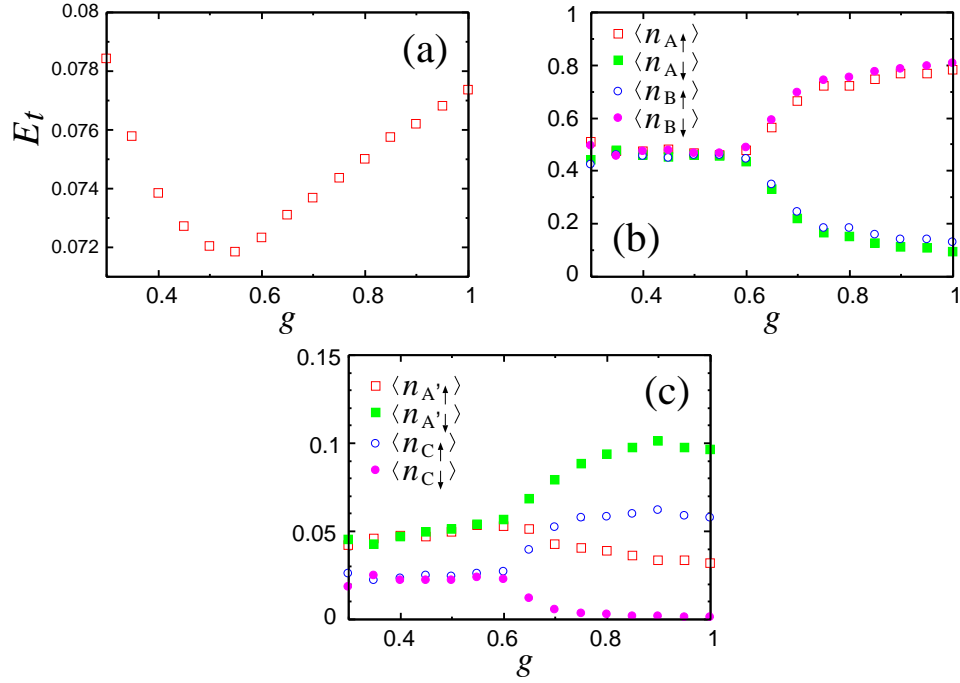 0.08
0.078
0.076
0.074
0.072
E_t
(a)
0.4 0.6 0.8 1
g
1
0.8
0.6
0.4
0.2
0
⟨n_A↑⟩
⟨n_A↓⟩
⟨n_B↑⟩
⟨n_B↓⟩
(b)
0.4 0.6 0.8 1
g
0.15
0.1
0.05
0
⟨n_A'↑⟩
⟨n_A'↓⟩
⟨n_C↑⟩
⟨n_C↓⟩
(c)
0.4 0.6 0.8 1
g